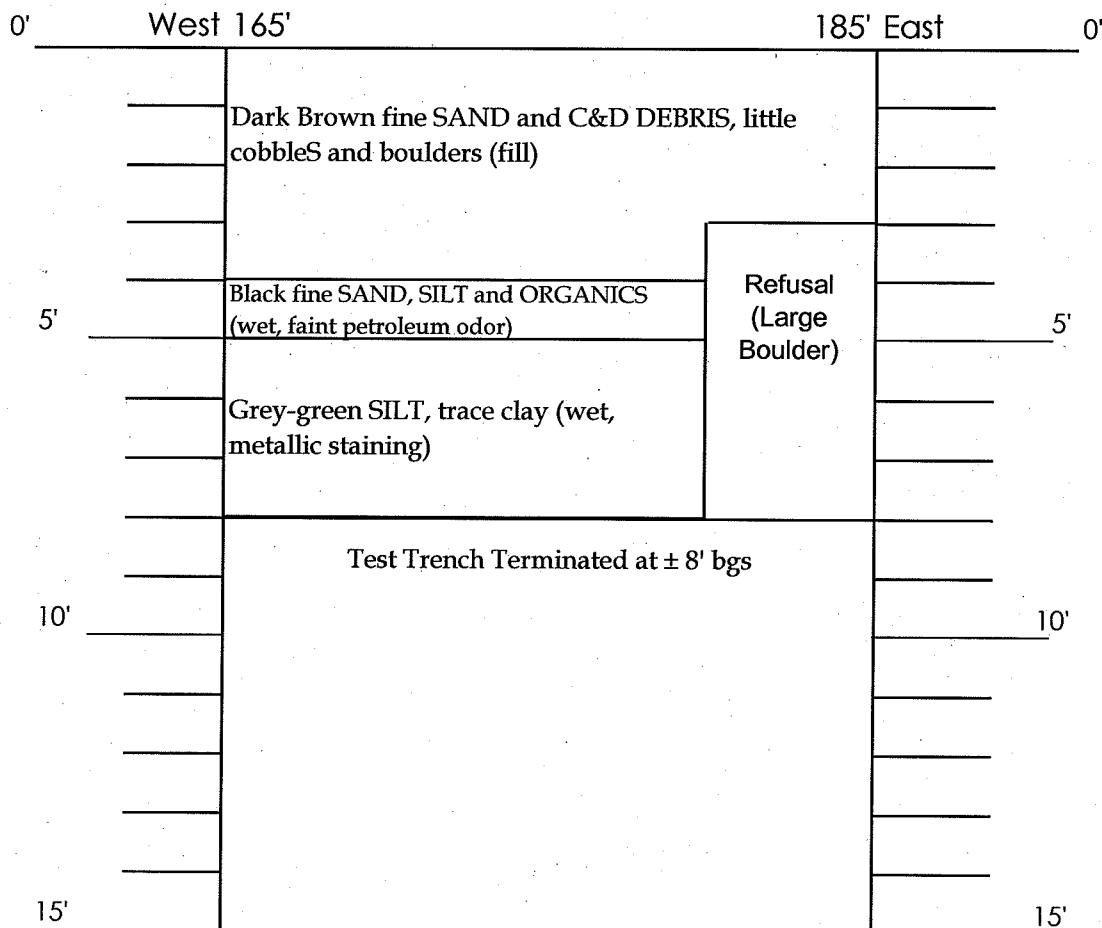 0' West 165' 185' East 0'
Dark Brown fine SAND and C&D DEBRIS, little
cobbleS and boulders (fill)
Black fine SAND, SILT and ORGANICS
(wet, faint petroleum odor)
Refusal
(Large
Boulder)
5' 5'
Grey-green SILT, trace clay (wet,
metallic staining)
Test Trench Terminated at ± 8' bgs
10' 10'
15' 15'